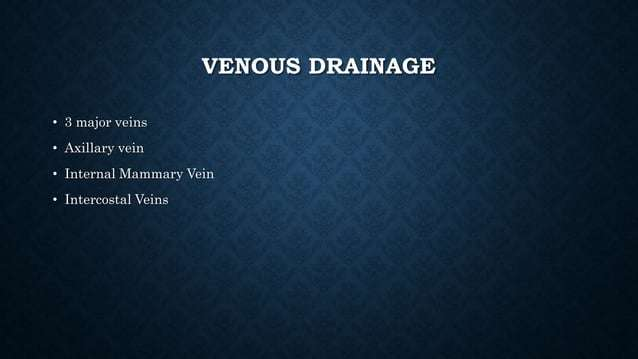 VENOUS DRAINAGE
• 3 major veins
• Axillary vein
• Internal Mammary Vein
• Intercostal Veins